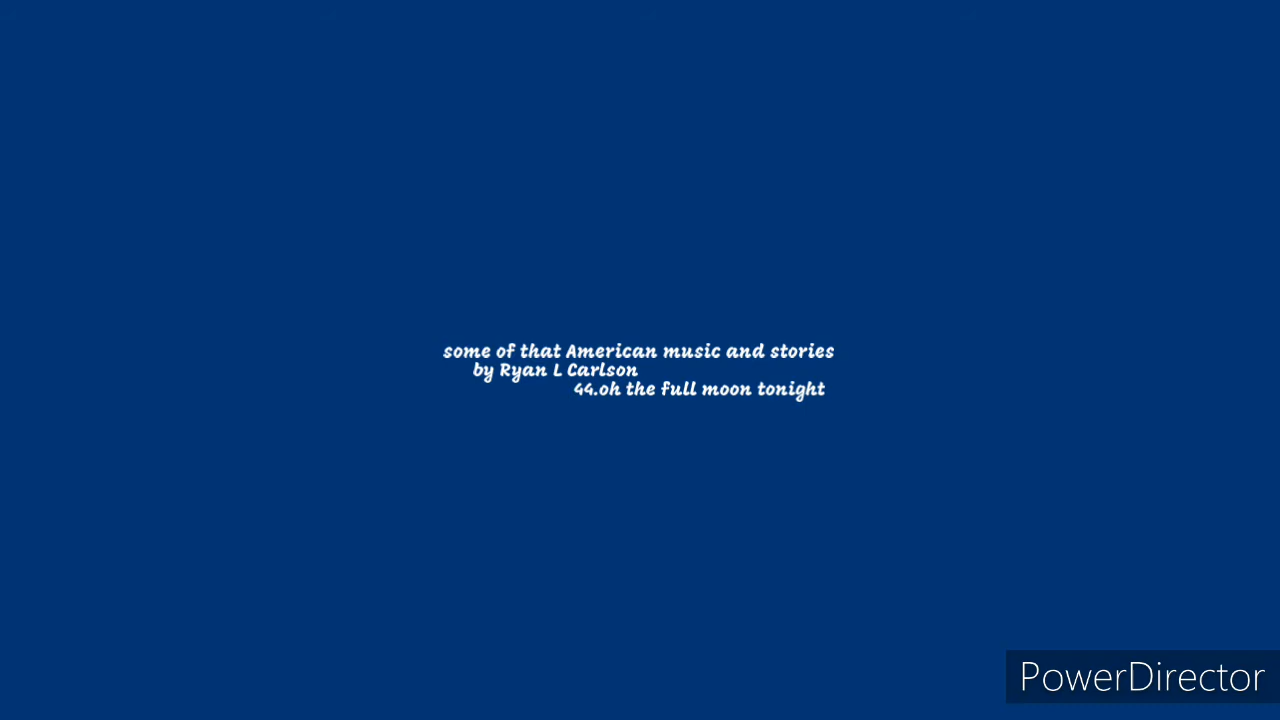 some of that American music and stories
by Ryan L Carlson
44.oh the full moon tonight
PowerDirector